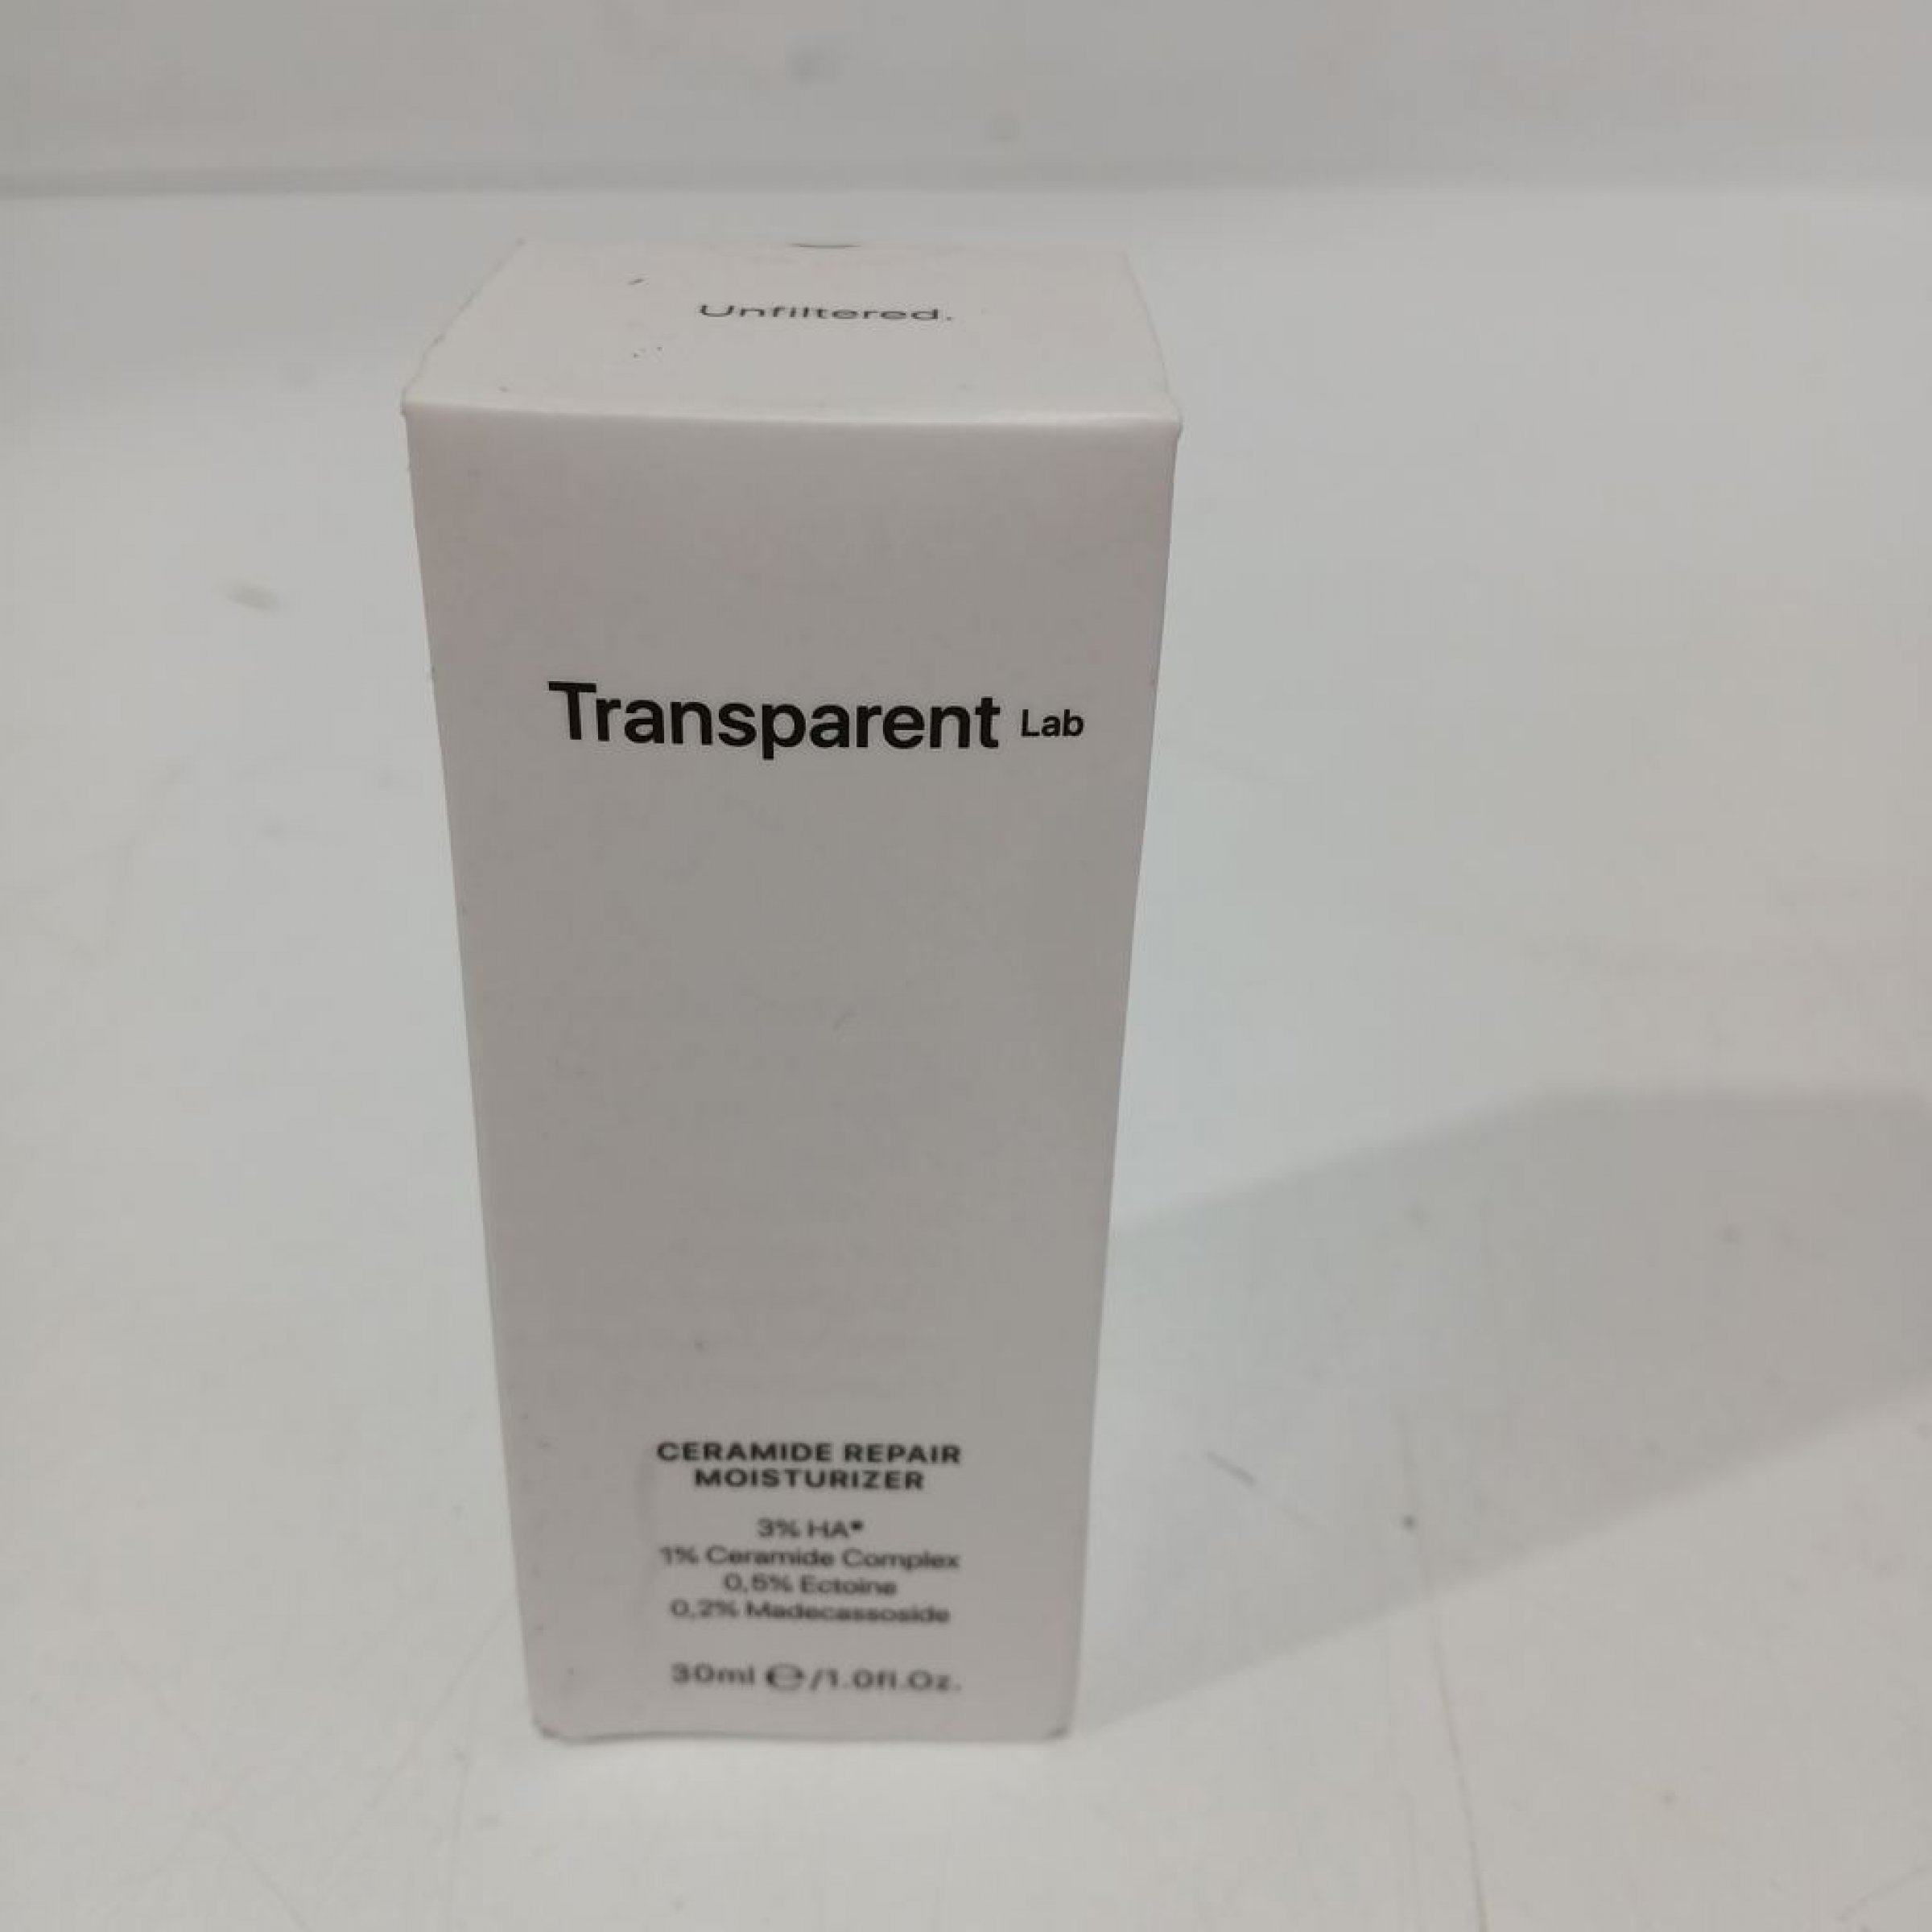 Unfiltered.
Transparent Lab
CERAMIDE REPAIR
MOISTURIZER
3% HA*
1% Ceramide Complex
0,5% Ectoine
0,2% Madecassoside
30ml ℮/1.0fl.Oz.